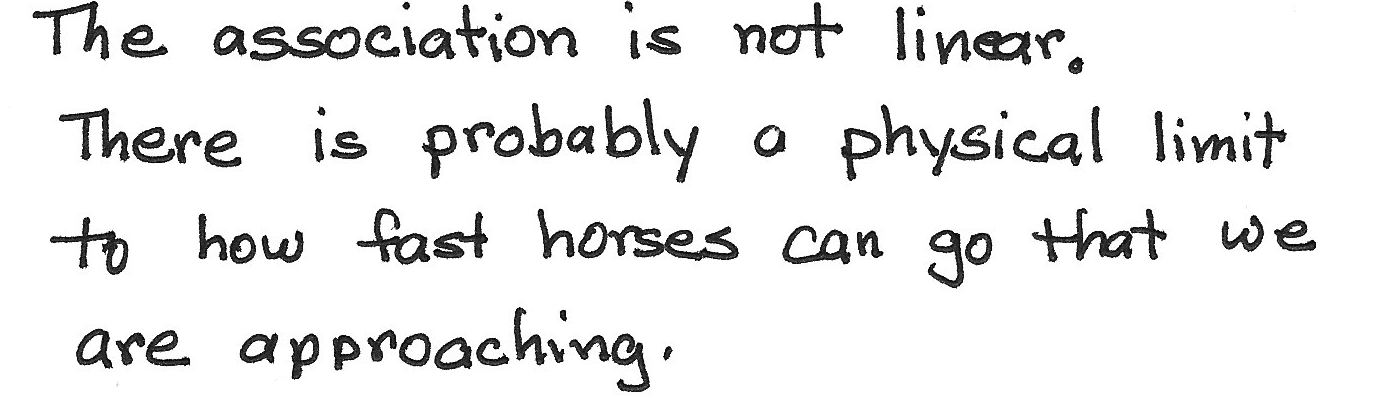 The association is not linear.
There is probably a physical limit
to how fast horses can go that we
are approaching.